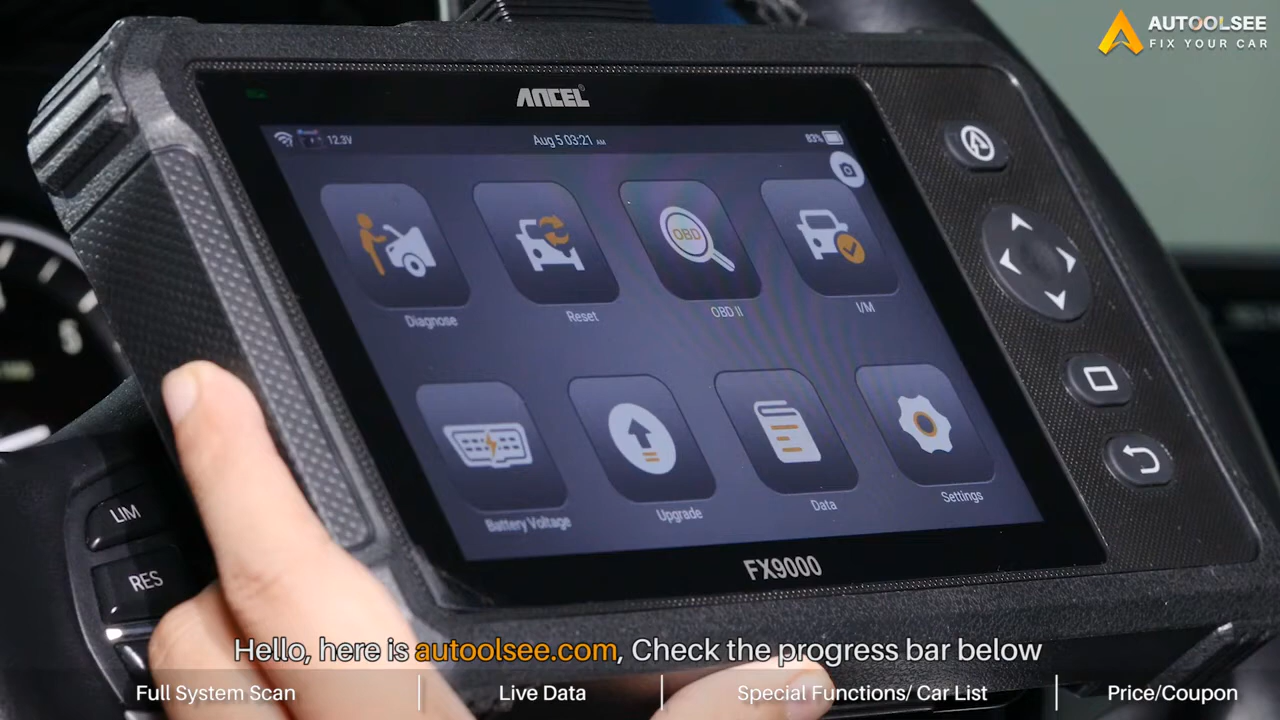 AUTOOLSEE
FIX YOUR CAR
ANCEL®
12.3V
Aug 5 03:21 AM
83%
OBD
Diagnose
Reset
OBD II
I/M
Battery Voltage
Upgrade
Data
Settings
FX9000
5
LIM
RES
Hello, here is autoolsee.com, Check the progress bar below
Full System Scan
Live Data
Special Functions/ Car List
Price/Coupon